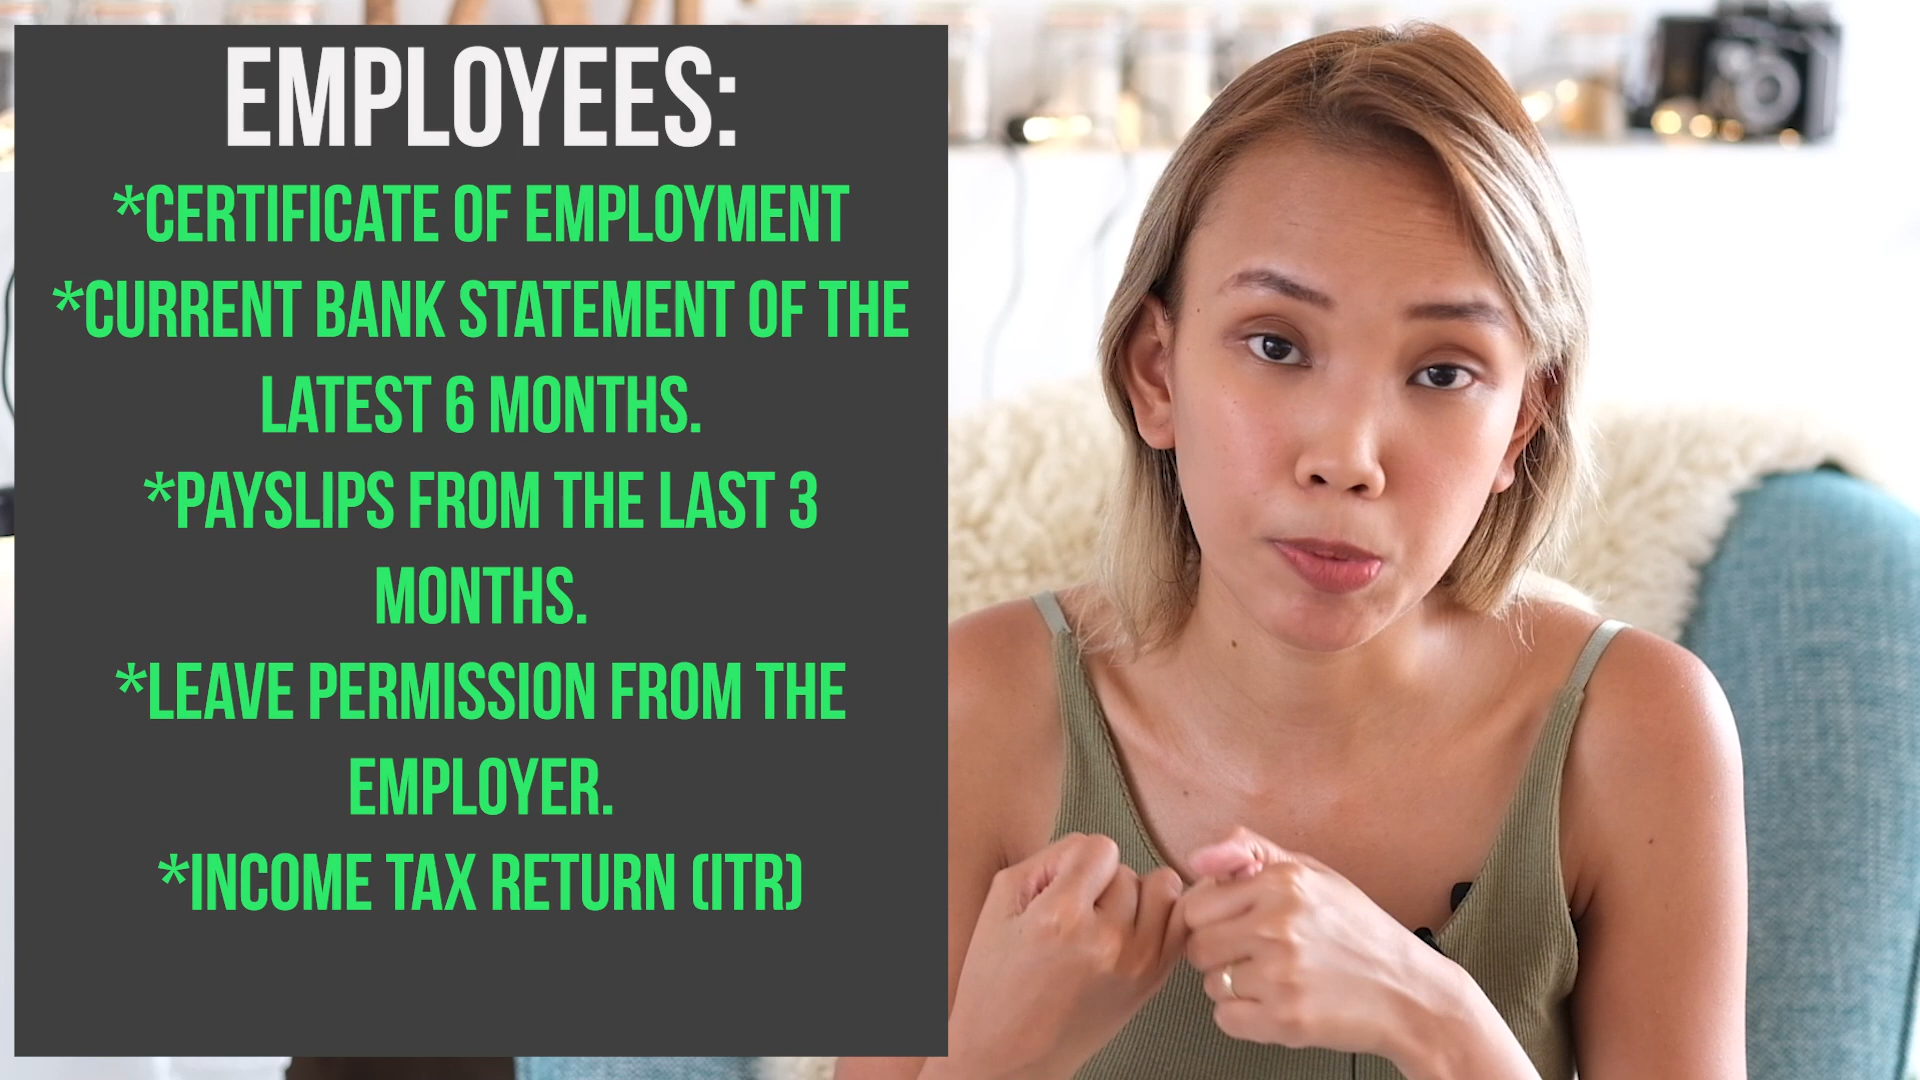 EMPLOYEES:
*CERTIFICATE OF EMPLOYMENT
*CURRENT BANK STATEMENT OF THE
LATEST 6 MONTHS.
*PAYSLIPS FROM THE LAST 3
MONTHS.
*LEAVE PERMISSION FROM THE
EMPLOYER.
*INCOME TAX RETURN (ITR)